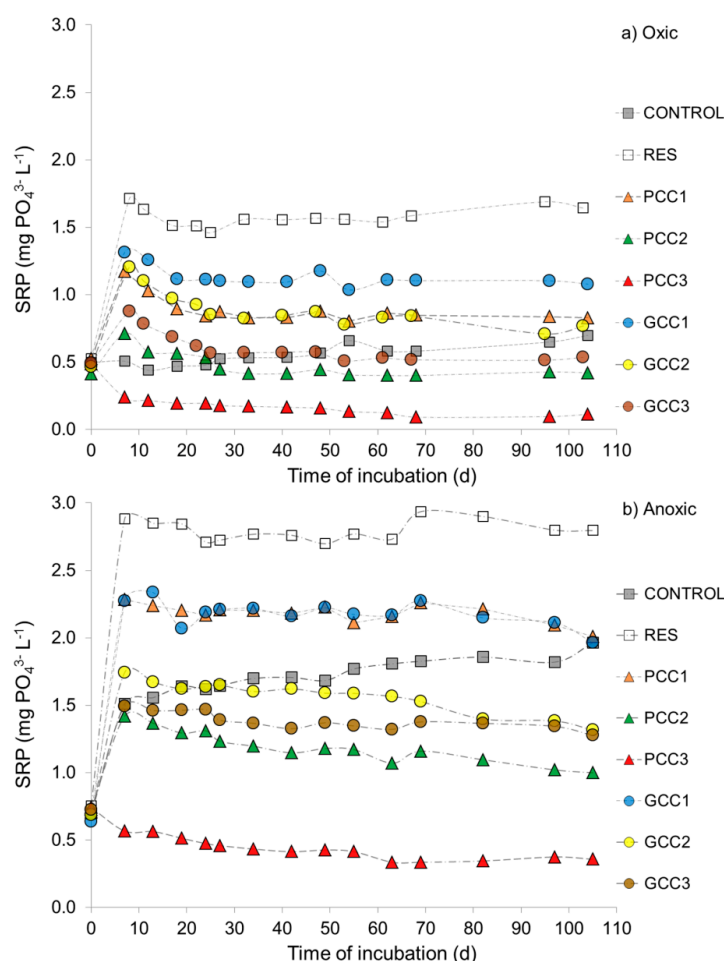 a) Oxic
SRP (mg PO₄³⁻ L⁻¹)
3.0
2.5
2.0
1.5
1.0
0.5
0.0
0 10 20 30 40 50 60 70 80 90 100 110
Time of incubation (d)
CONTROL
RES
PCC1
PCC2
PCC3
GCC1
GCC2
GCC3
b) Anoxic
SRP (mg PO₄³⁻ L⁻¹)
3.0
2.5
2.0
1.5
1.0
0.5
0.0
0 10 20 30 40 50 60 70 80 90 100 110
Time of incubation (d)
CONTROL
RES
PCC1
PCC2
PCC3
GCC1
GCC2
GCC3